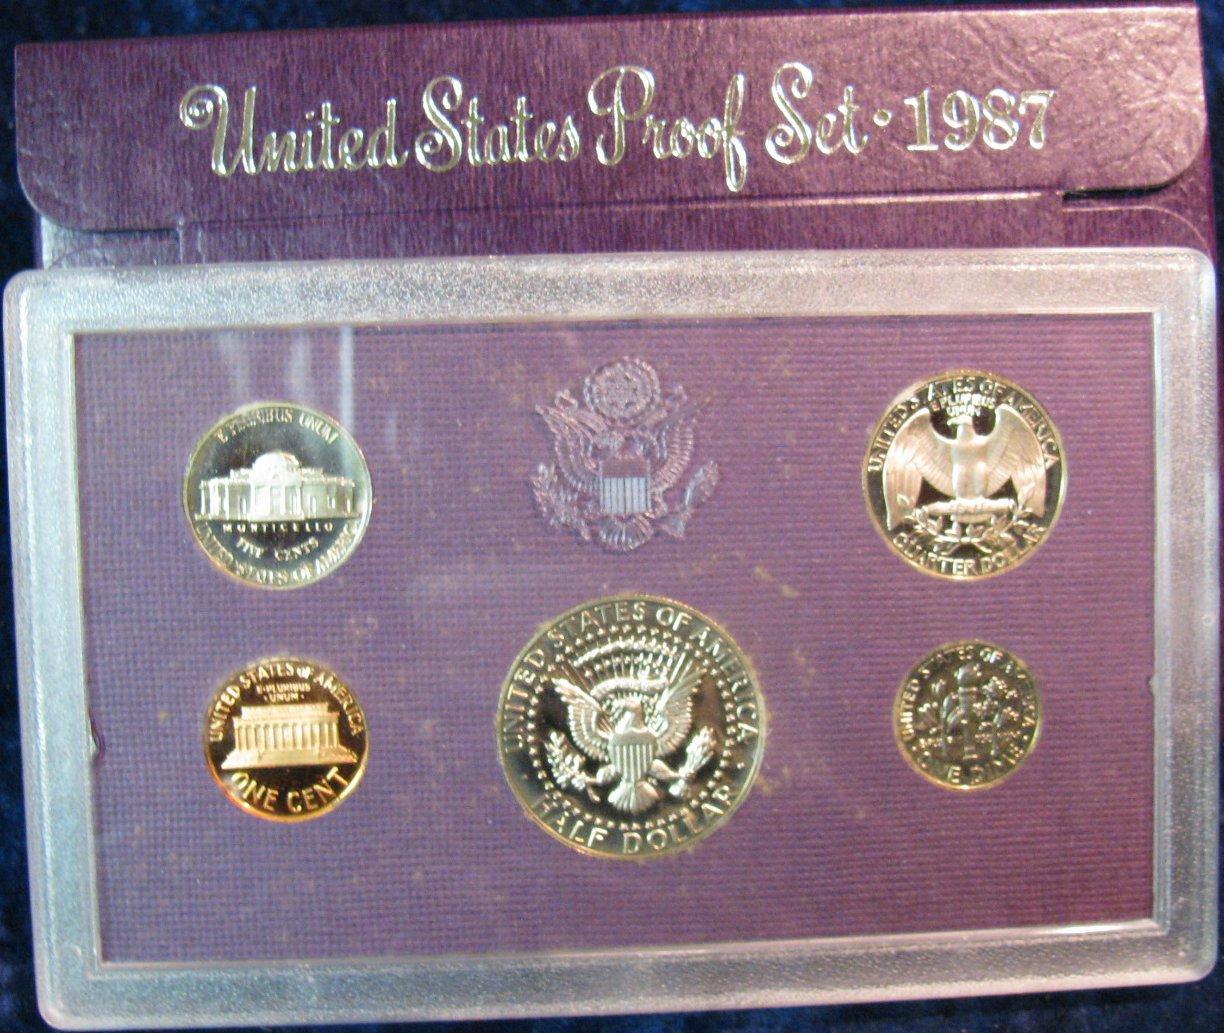 United States Proof Set · 1987
E PLURIBUS UNUM
MONTICELLO
FIVE CENTS
UNITED STATES OF AMERICA
UNITED STATES OF AMERICA
E PLURIBUS
UNUM
QUARTER DOLLAR
UNITED STATES OF AMERICA
E·PLURIBUS
·UNUM·
ONE CENT
UNITED STATES OF AMERICA
HALF DOLLAR
UNITED STATES OF AMERICA
ONE DIME